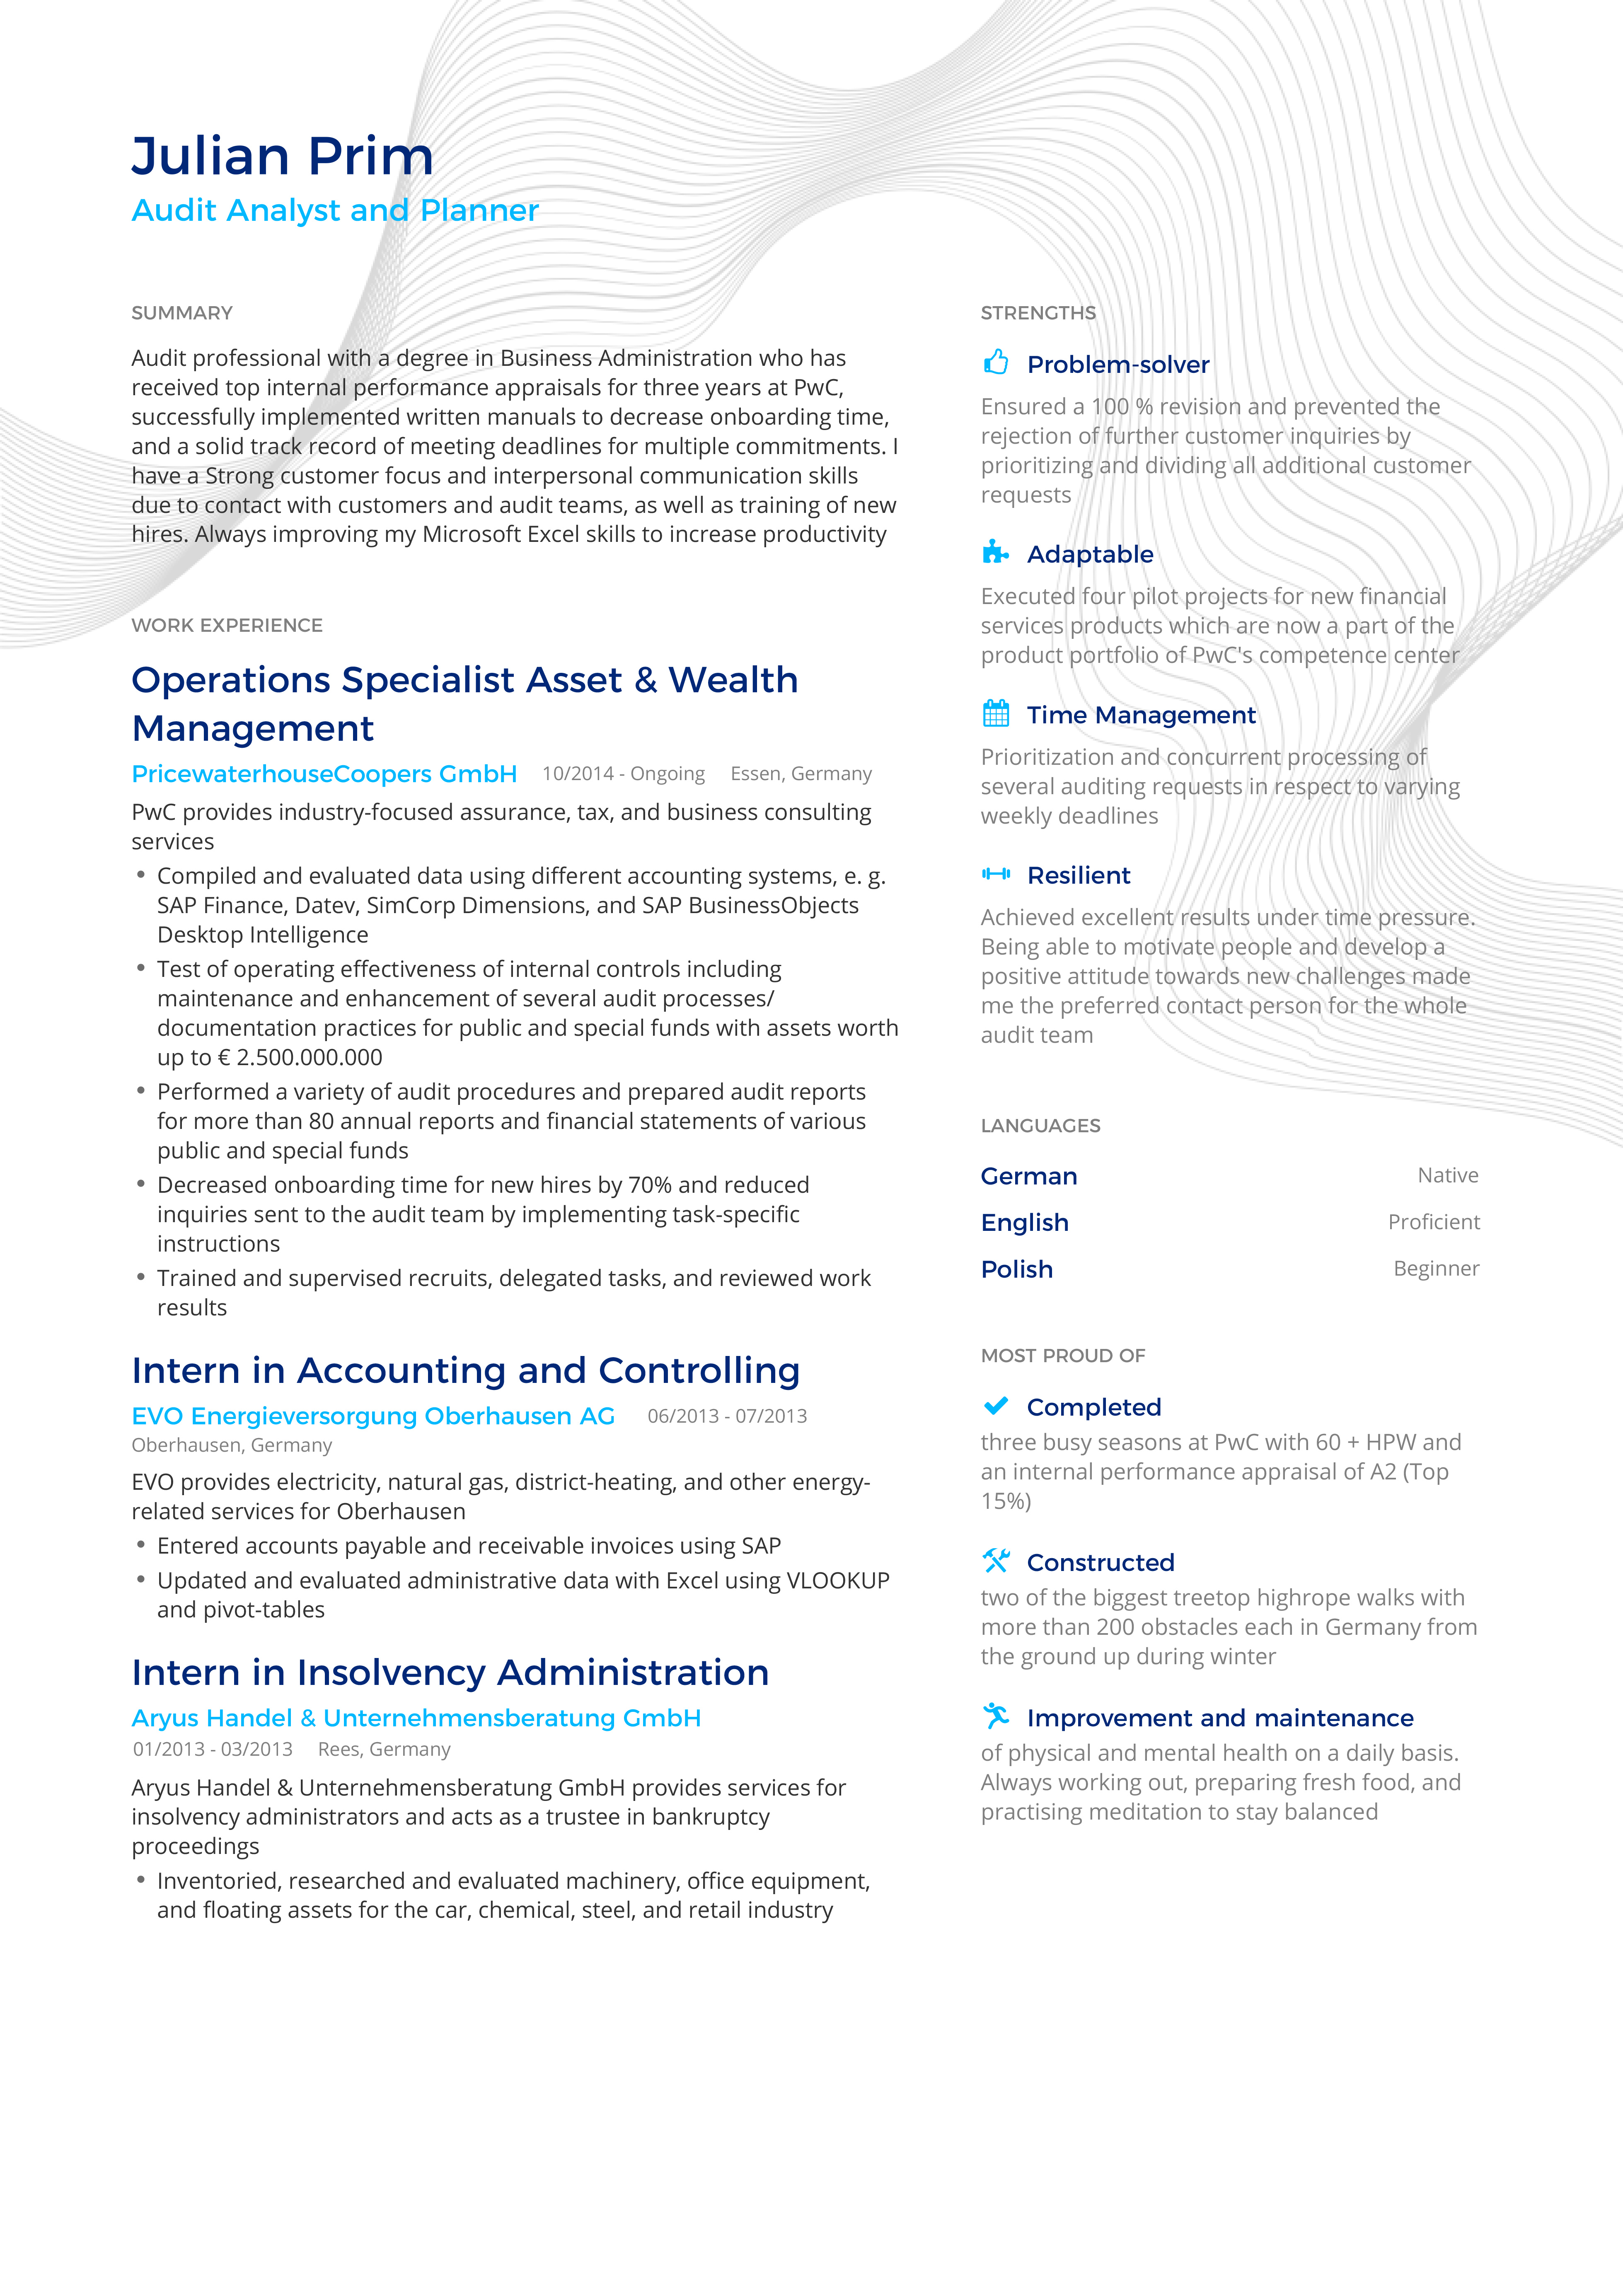 Julian Prim
Audit Analyst and Planner
SUMMARY
Audit professional with a degree in Business Administration who has
received top internal performance appraisals for three years at PwC,
successfully implemented written manuals to decrease onboarding time,
and a solid track record of meeting deadlines for multiple commitments. I
have a Strong customer focus and interpersonal communication skills
due to contact with customers and audit teams, as well as training of new
hires. Always improving my Microsoft Excel skills to increase productivity
WORK EXPERIENCE
Operations Specialist Asset & Wealth
Management
PricewaterhouseCoopers GmbH 10/2014 - Ongoing Essen, Germany
PwC provides industry-focused assurance, tax, and business consulting
services
• Compiled and evaluated data using different accounting systems, e. g.
SAP Finance, Datev, SimCorp Dimensions, and SAP BusinessObjects
Desktop Intelligence
• Test of operating effectiveness of internal controls including
maintenance and enhancement of several audit processes/
documentation practices for public and special funds with assets worth
up to € 2.500.000.000
• Performed a variety of audit procedures and prepared audit reports
for more than 80 annual reports and financial statements of various
public and special funds
• Decreased onboarding time for new hires by 70% and reduced
inquiries sent to the audit team by implementing task-specific
instructions
• Trained and supervised recruits, delegated tasks, and reviewed work
results
Intern in Accounting and Controlling
EVO Energieversorgung Oberhausen AG 06/2013 - 07/2013
Oberhausen, Germany
EVO provides electricity, natural gas, district-heating, and other energy-
related services for Oberhausen
• Entered accounts payable and receivable invoices using SAP
• Updated and evaluated administrative data with Excel using VLOOKUP
and pivot-tables
Intern in Insolvency Administration
Aryus Handel & Unternehmensberatung GmbH
01/2013 - 03/2013 Rees, Germany
Aryus Handel & Unternehmensberatung GmbH provides services for
insolvency administrators and acts as a trustee in bankruptcy
proceedings
• Inventoried, researched and evaluated machinery, office equipment,
and floating assets for the car, chemical, steel, and retail industry
STRENGTHS
Problem-solver
Ensured a 100 % revision and prevented the
rejection of further customer inquiries by
prioritizing and dividing all additional customer
requests
Adaptable
Executed four pilot projects for new financial
services products which are now a part of the
product portfolio of PwC's competence center
Time Management
Prioritization and concurrent processing of
several auditing requests in respect to varying
weekly deadlines
Resilient
Achieved excellent results under time pressure.
Being able to motivate people and develop a
positive attitude towards new challenges made
me the preferred contact person for the whole
audit team
LANGUAGES
German Native
English Proficient
Polish Beginner
MOST PROUD OF
Completed
three busy seasons at PwC with 60 + HPW and
an internal performance appraisal of A2 (Top
15%)
Constructed
two of the biggest treetop highrope walks with
more than 200 obstacles each in Germany from
the ground up during winter
Improvement and maintenance
of physical and mental health on a daily basis.
Always working out, preparing fresh food, and
practising meditation to stay balanced